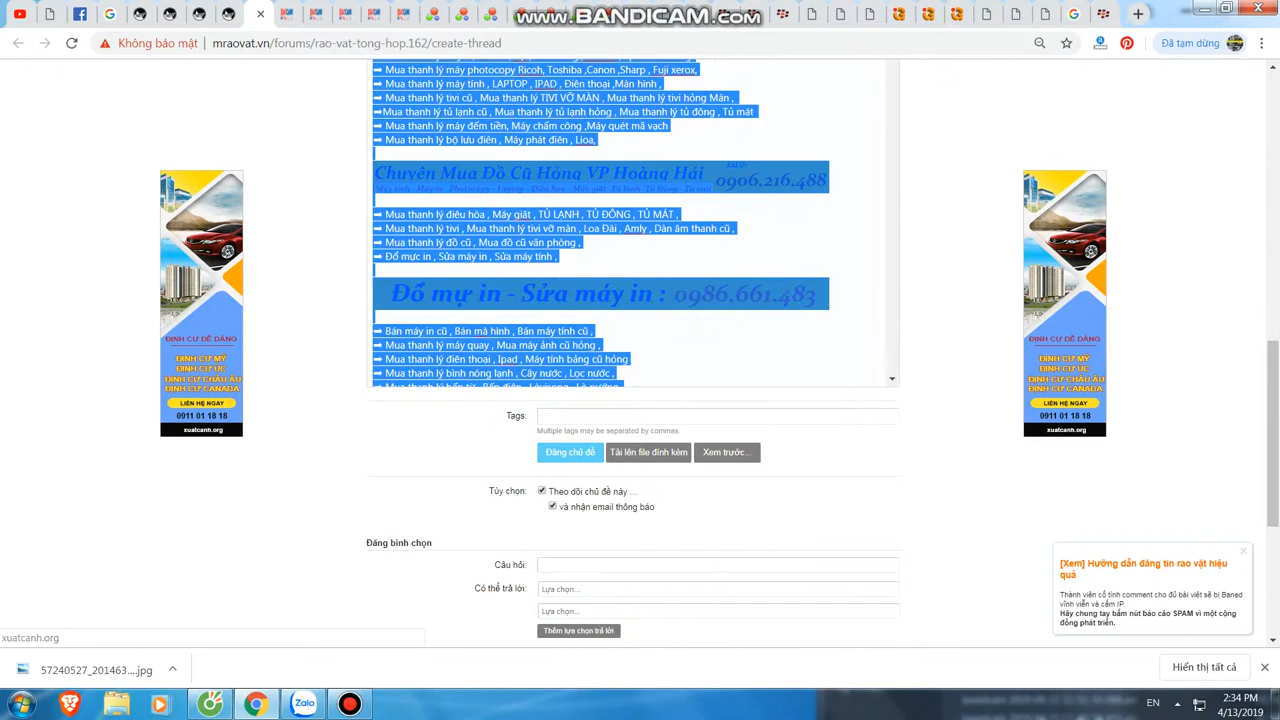 www.BANDICAM.com
Không bảo mật
mraovat.vn/forums/rao-vat-tong-hop.162/create-thread
Đã tạm dừng
➡ Mua thanh lý máy photocopy Ricoh, Toshiba ,Canon ,Sharp , Fuji xerox,
➡ Mua thanh lý máy tính , LAPTOP , IPAD , Điện thoại ,Màn hình ,
➡ Mua thanh lý tivi cũ , Mua thanh lý TIVI VỠ MÀN , Mua thanh lý tivi hỏng Màn ,
➡Mua thanh lý tủ lạnh cũ , Mua thanh lý tủ lạnh hỏng , Mua thanh lý tủ đông , Tủ mát
➡ Mua thanh lý máy đếm tiền, Máy chấm công ,Máy quét mã vạch
➡ Mua thanh lý bộ lưu điện , Máy phát điện , Lioa,
Chuyên Mua Đồ Cũ Hỏng VP Hoàng Hải
ZALO:
0906.216.488
➡ Mua thanh lý điều hòa , Máy giặt , TỦ LẠNH , TỦ ĐÔNG , TỦ MÁT ,
➡ Mua thanh lý tivi , Mua thanh lý tivi vỡ màn , Loa Đài , Amly , Dàn âm thanh cũ ,
➡ Mua thanh lý đồ cũ , Mua đồ cũ văn phòng ,
➡ Đổ mực in , Sửa máy in , Sửa máy tính ,
Đổ mự in - Sửa máy in : 0986.661.483
➡ Bán máy in cũ , Bán mà hình , Bán máy tính cũ ,
➡ Mua thanh lý máy quay , Mua máy ảnh cũ hỏng ,
➡ Mua thanh lý điện thoại , Ipad , Máy tính bảng cũ hỏng
➡ Mua thanh lý bình nóng lạnh , Cây nước , Lọc nước ,
ĐỊNH CƯ DỄ DÀNG
ĐỊNH CƯ MỸ
ĐỊNH CƯ ÚC
ĐỊNH CƯ CHÂU ÂU
ĐỊNH CƯ CANADA
LIÊN HỆ NGAY
0911 01 18 18
xuatcanh.org
ĐỊNH CƯ DỄ DÀNG
ĐỊNH CƯ MỸ
ĐỊNH CƯ ÚC
ĐỊNH CƯ CHÂU ÂU
ĐỊNH CƯ CANADA
LIÊN HỆ NGAY
0911 01 18 18
xuatcanh.org
Tags:
Multiple tags may be separated by commas.
Đăng chủ đề
Tải lên file đính kèm
Xem trước...
Tùy chọn:
Theo dõi chủ đề này ...
và nhận email thông báo
Đăng bình chọn
Câu hỏi:
Có thể trả lời:
Lựa chọn...
Lựa chọn...
Thêm lựa chọn trả lời
[Xem] Hướng dẫn đăng tin rao vặt hiệu
quả
Thành viên cố tình comment cho đủ bài viết sẽ bị Baned
vĩnh viễn và cấm IP.
Hãy chung tay bấm nút báo cáo SPAM vì một cộng
đồng phát triển.
xuatcanh.org
57240527_201463....jpg
Hiển thị tất cả
Zalo
EN
2:34 PM
4/13/2019